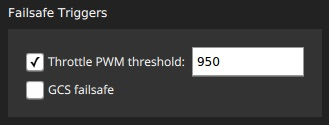 Failsafe Triggers
Throttle PWM threshold: 950
GCS failsafe